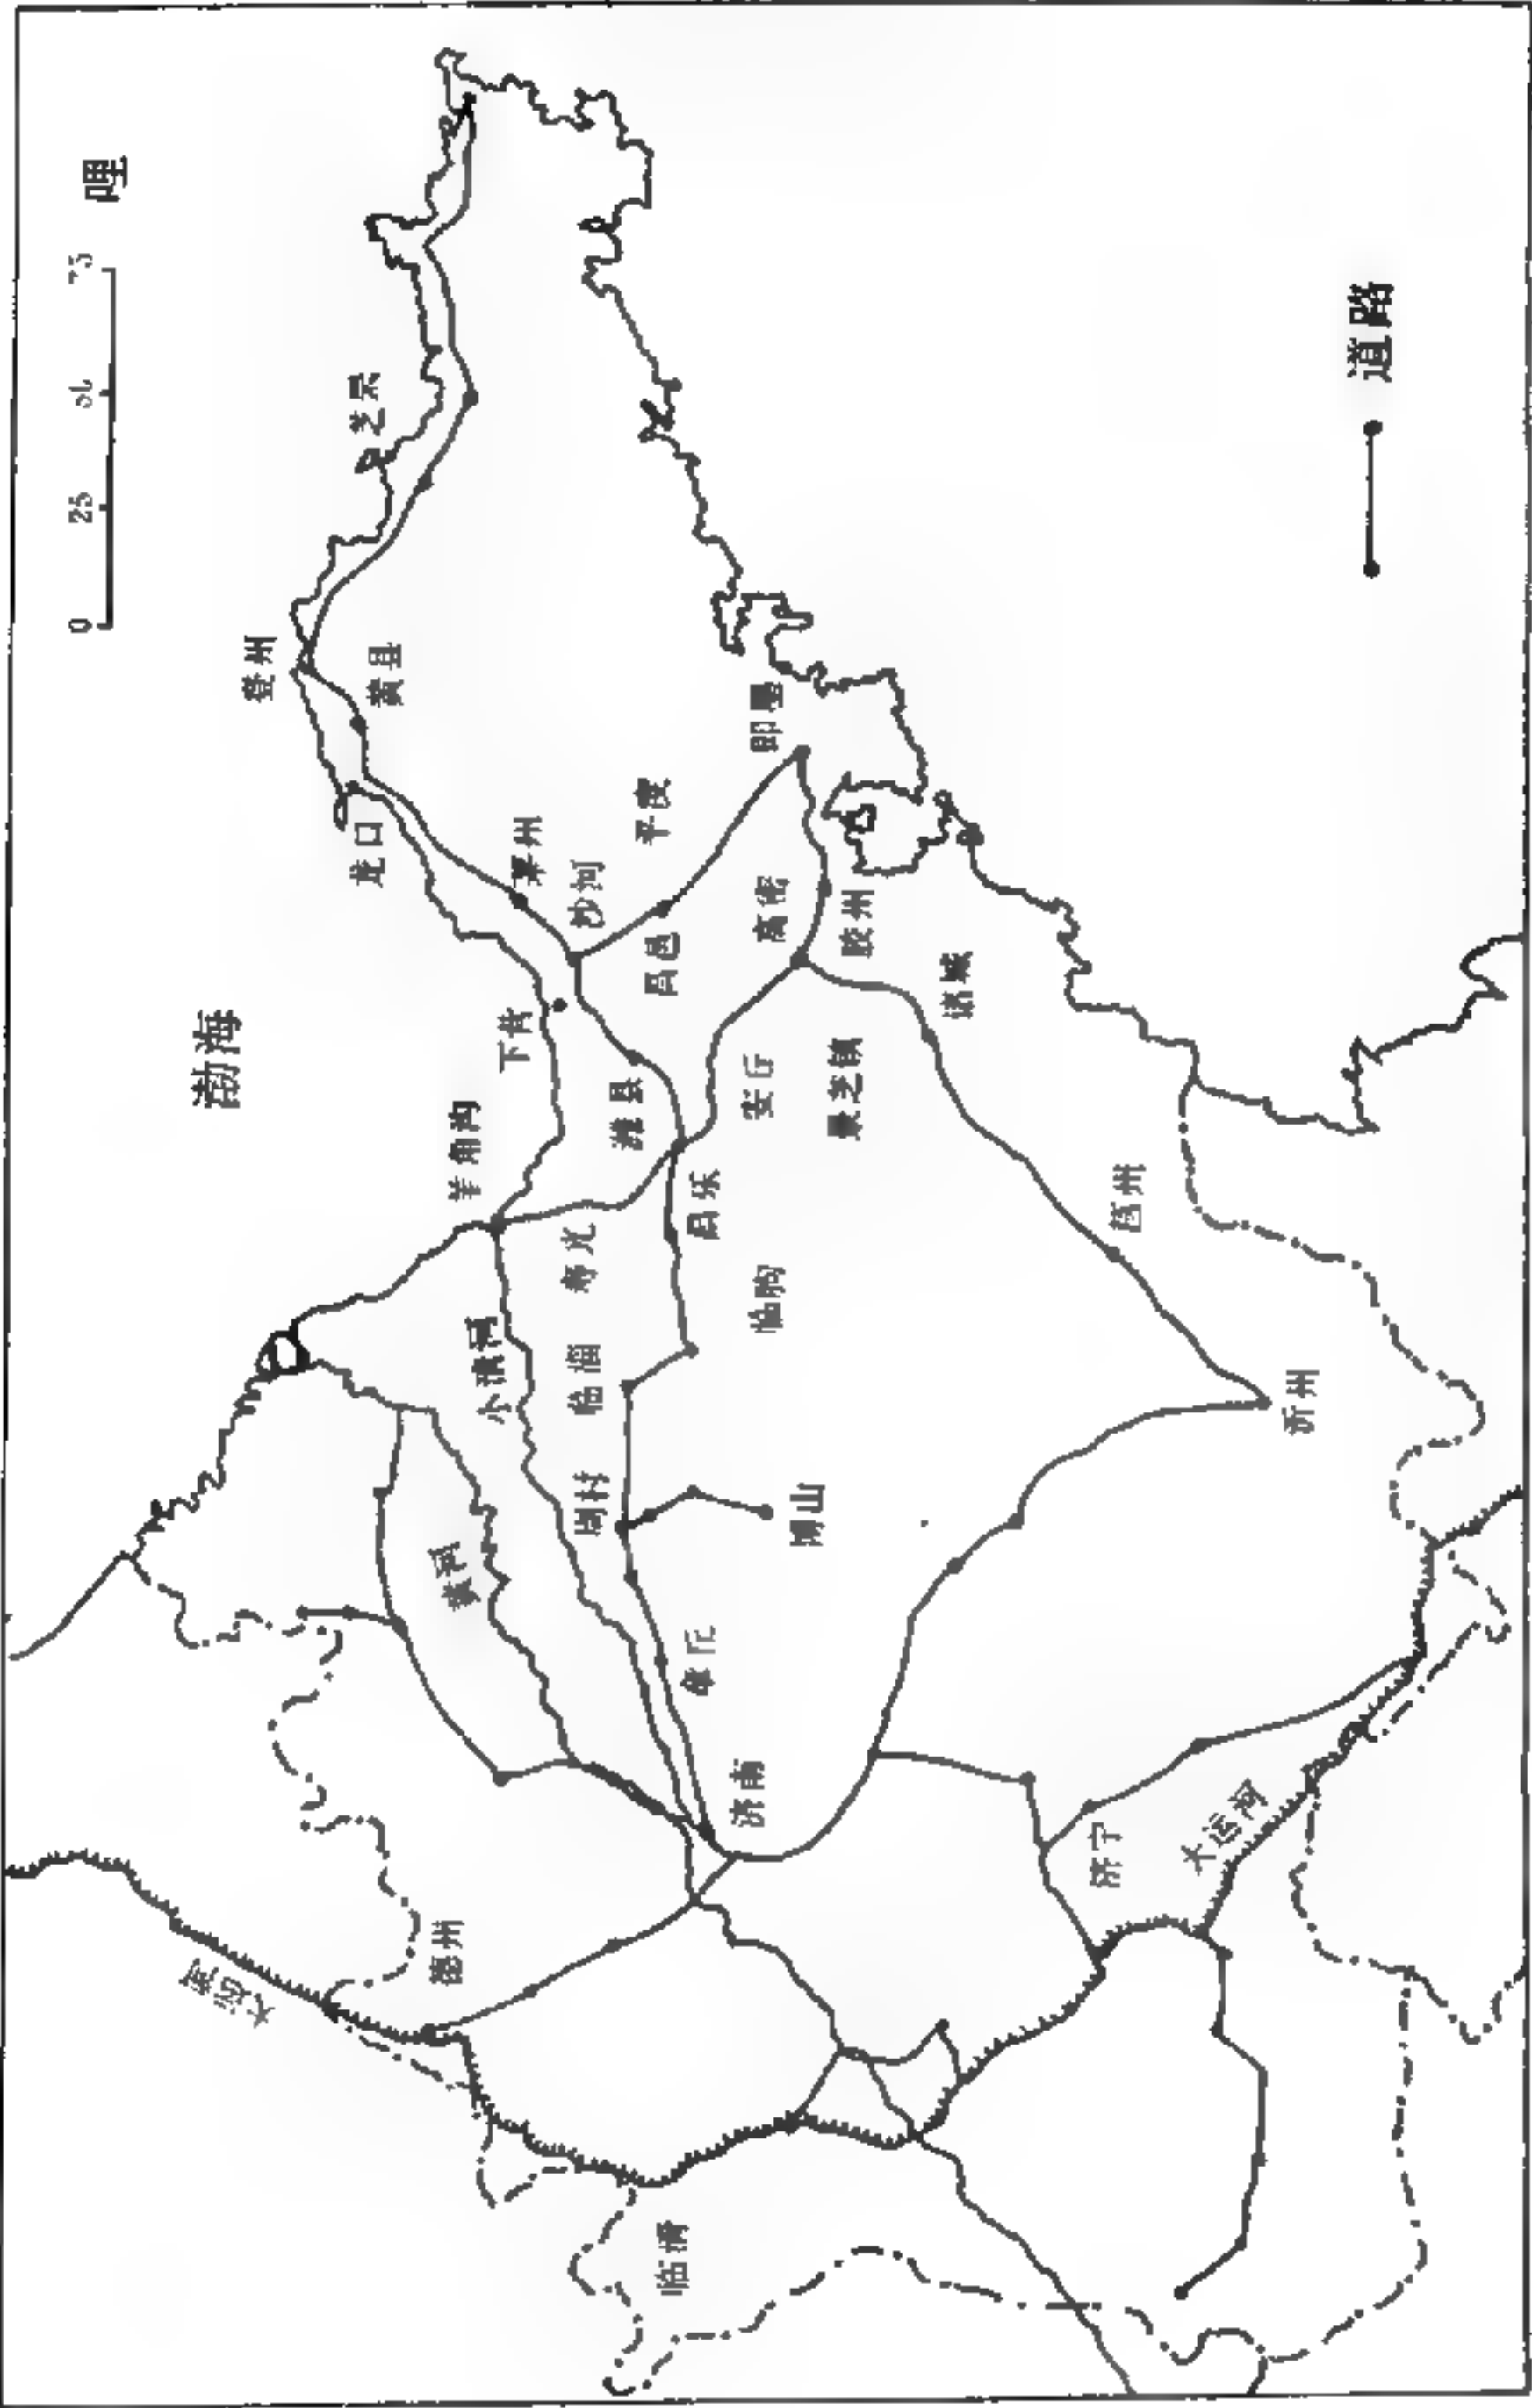 0 25 50 75 哩
渤海
登州
黄县
芝罘
龙口
莱州
沙河
平度
即墨
昌邑
高密
胶州
诸城
下营
羊角沟
潍县
安丘
景芝镇
昌乐
寿光
临朐
莒州
小清河
临淄
周村
博山
沂州
黄河
章丘
济南
济宁
大运河
德州
大运河
临清
道路